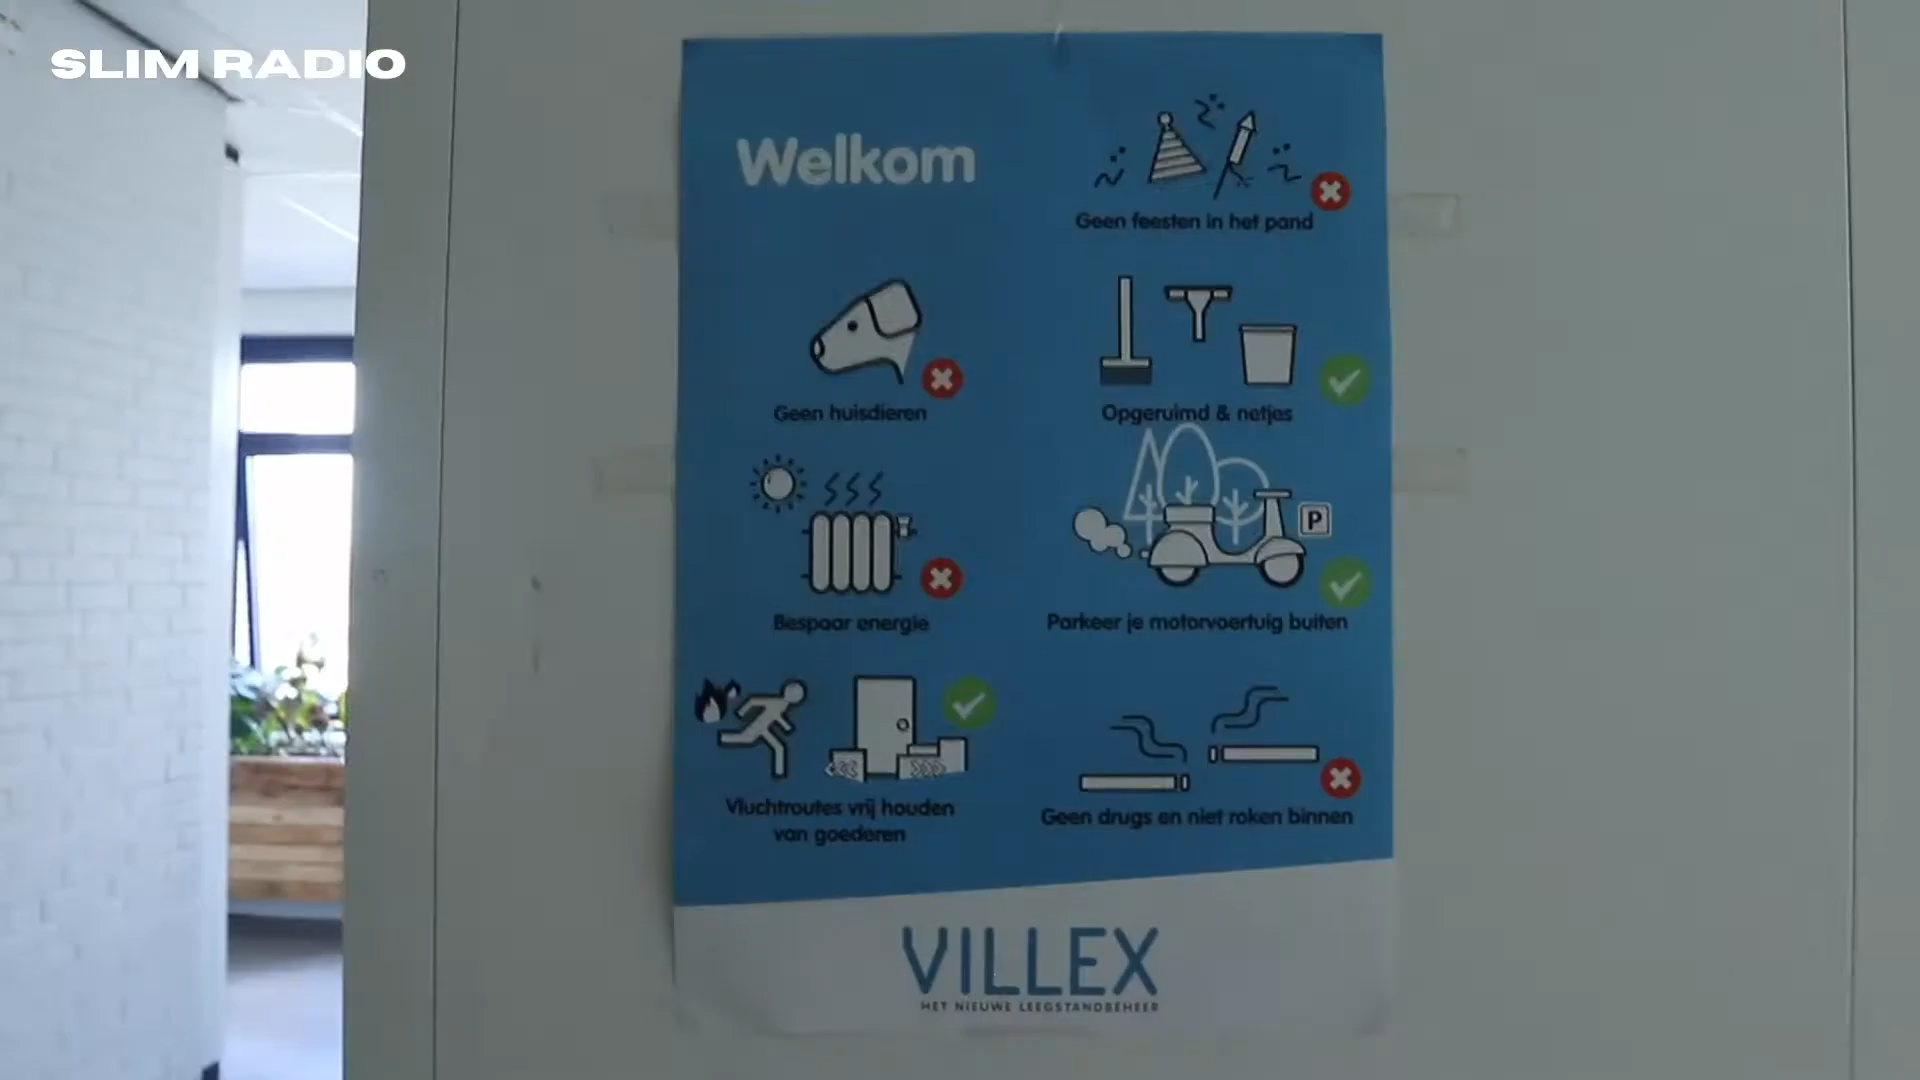 SLIM RADIO
Welkom
Geen feesten in het pand
Geen huisdieren
Opgeruimd & netjes
P
Bespaar energie
Parkeer je motorvoertuig buiten
Vluchtroutes vrij houden
van goederen
Geen drugs en niet roken binnen
VILLEX
HET NIEUWE LEEGSTANDBEHEER